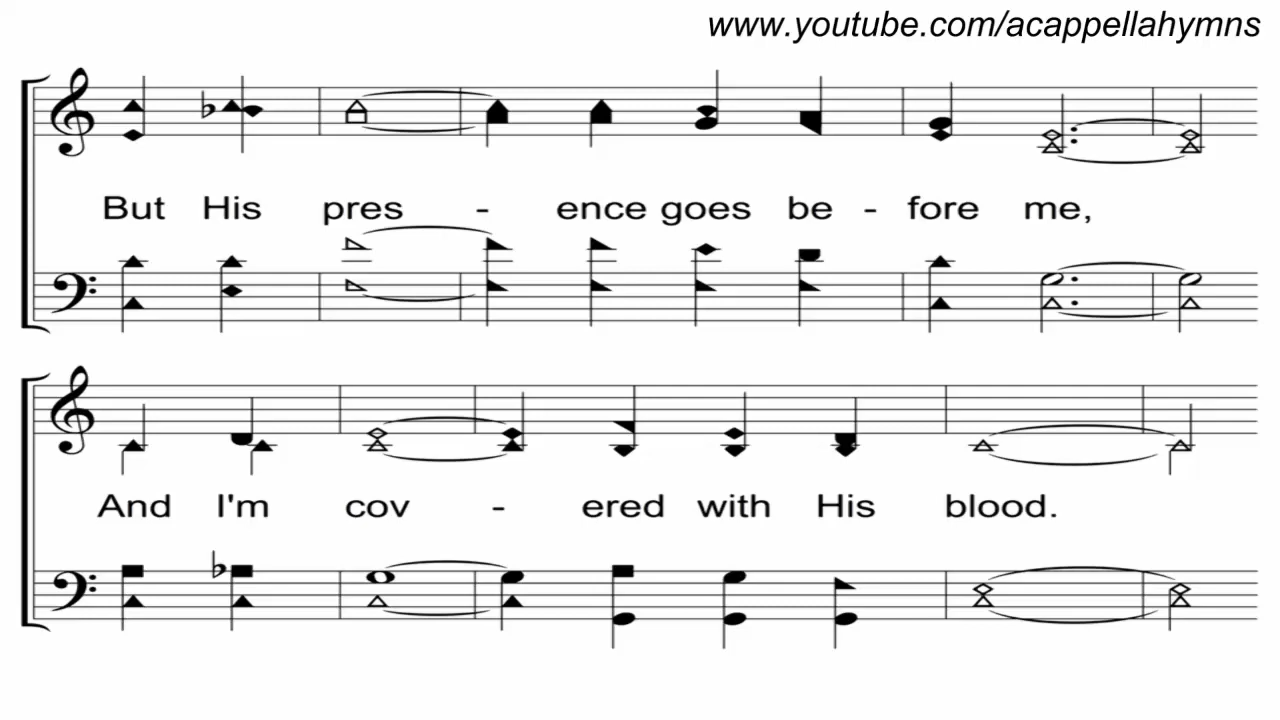 www.youtube.com/acappellahymns
But His pres - ence goes be - fore me,
And I'm cov - ered with His blood.